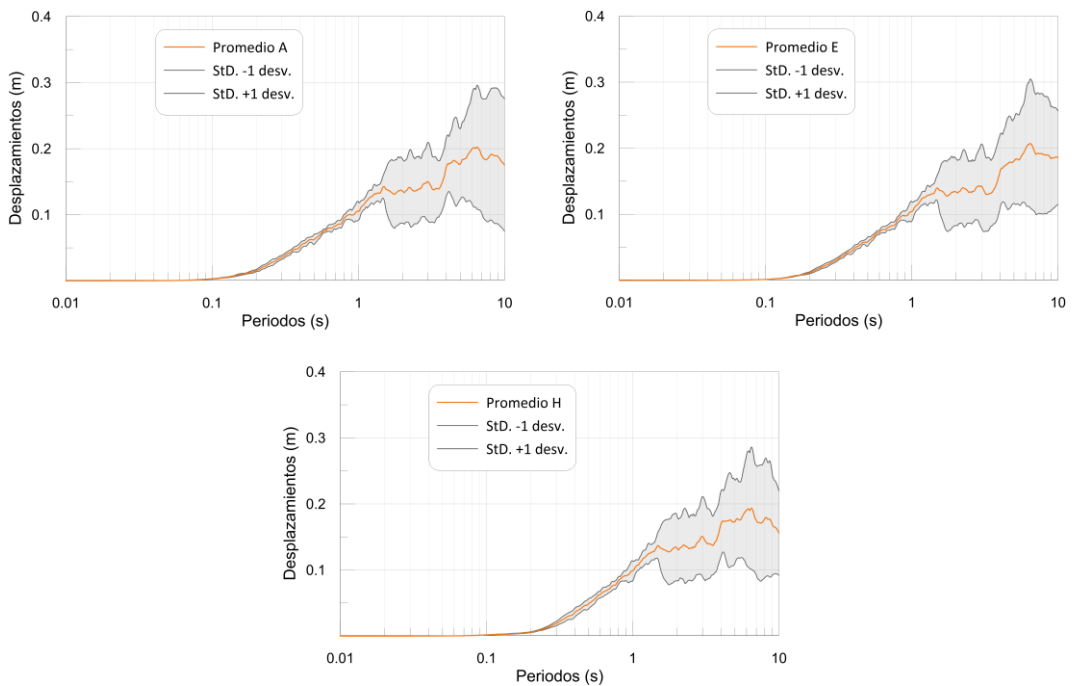 0.4
0.3
0.2
0.1
Desplazamientos (m)
Promedio A
StD. -1 desv.
StD. +1 desv.
0.01 0.1 1 10
Periodos (s)
0.4
0.3
0.2
0.1
Desplazamientos (m)
Promedio E
StD. -1 desv.
StD. +1 desv.
0.01 0.1 1 10
Periodos (s)
0.4
0.3
0.2
0.1
Desplazamientos (m)
Promedio H
StD. -1 desv.
StD. +1 desv.
0.01 0.1 1 10
Periodos (s)